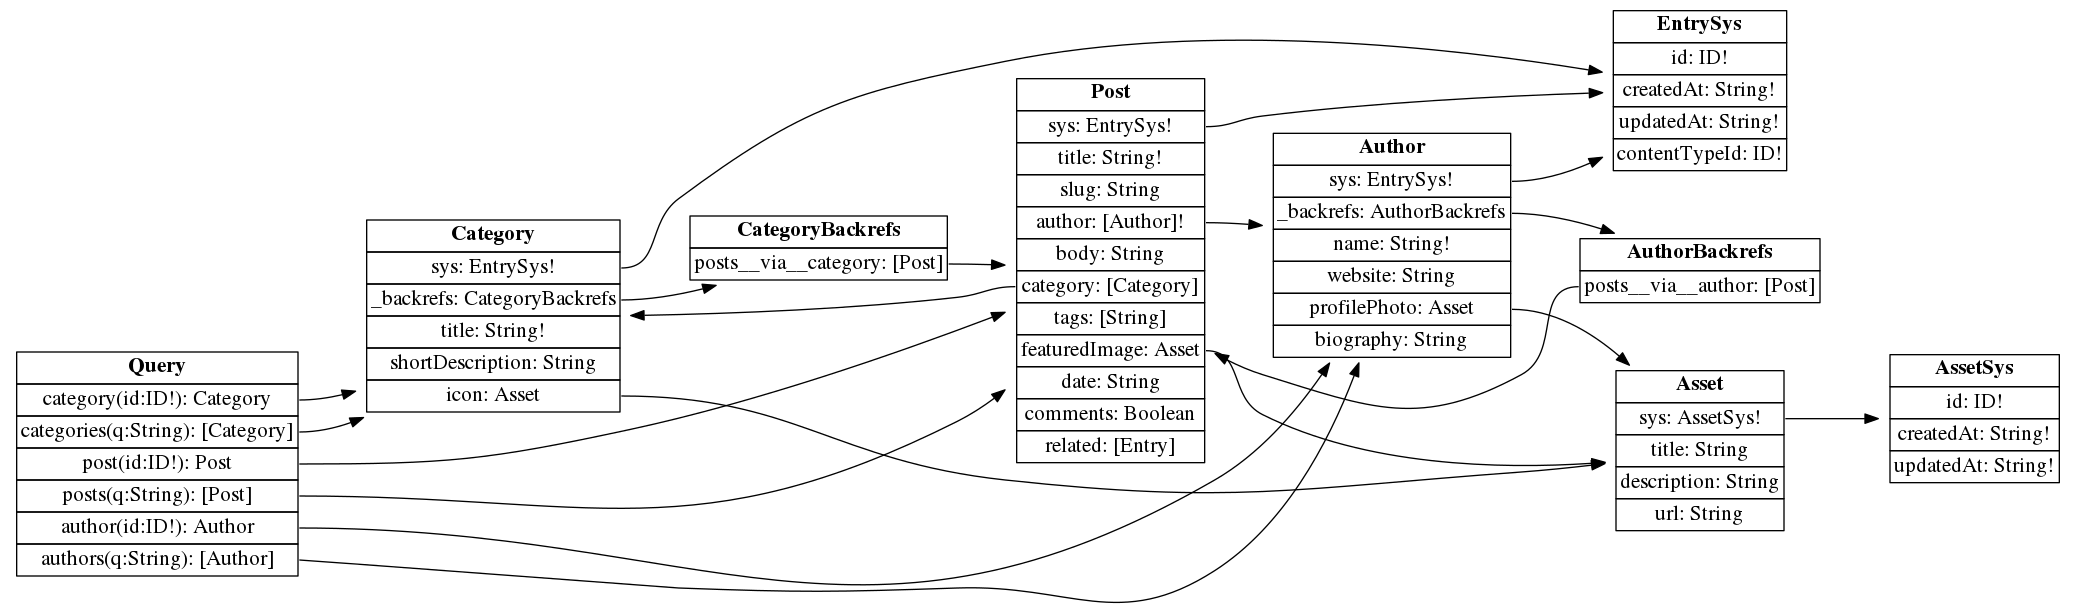 Query
category(id:ID!): Category
categories(q:String): [Category]
post(id:ID!): Post
posts(q:String): [Post]
author(id:ID!): Author
authors(q:String): [Author]
Category
sys: EntrySys!
_backrefs: CategoryBackrefs
title: String!
shortDescription: String
icon: Asset
CategoryBackrefs
posts__via__category: [Post]
Post
sys: EntrySys!
title: String!
slug: String
author: [Author]!
body: String
category: [Category]
tags: [String]
featuredImage: Asset
date: String
comments: Boolean
related: [Entry]
Author
sys: EntrySys!
_backrefs: AuthorBackrefs
name: String!
website: String
profilePhoto: Asset
biography: String
EntrySys
id: ID!
createdAt: String!
updatedAt: String!
contentTypeId: ID!
AuthorBackrefs
posts__via__author: [Post]
Asset
sys: AssetSys!
title: String
description: String
url: String
AssetSys
id: ID!
createdAt: String!
updatedAt: String!